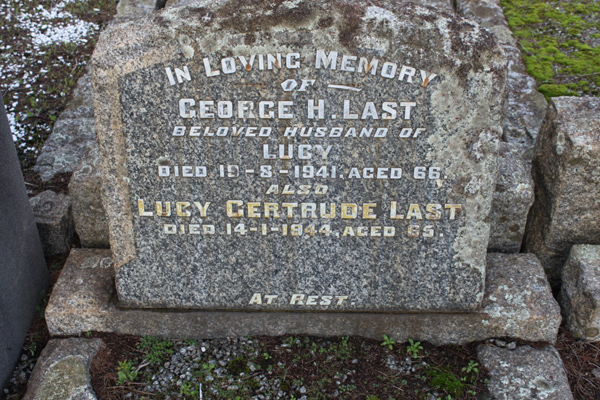 In Loving Memory
of
George H. Last
Beloved Husband of
Lucy
Died 19-8-1941, Aged 66.
Also
Lucy Gertrude Last
Died 14-1-1944, Aged 65.
At Rest.